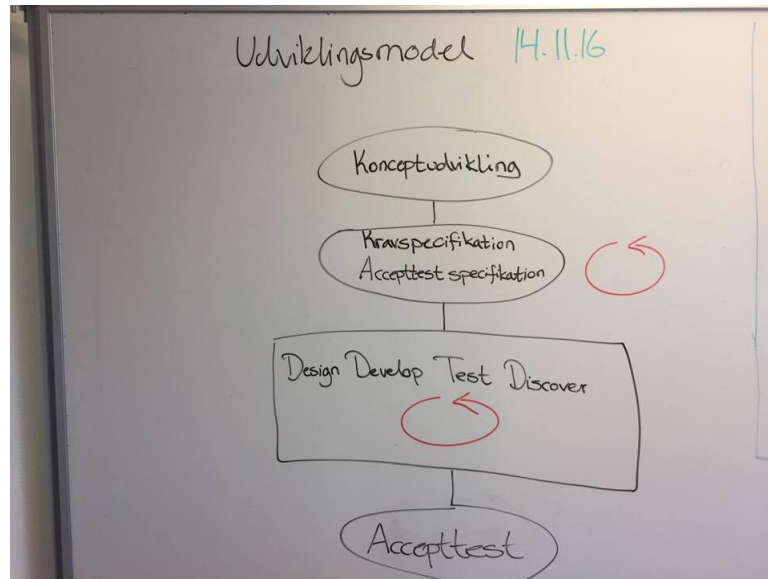 Udviklingsmodel 14.11.16
Konceptudvikling
Kravspecifikation
Accepttest specifikation
Design Develop Test Discover
Accepttest